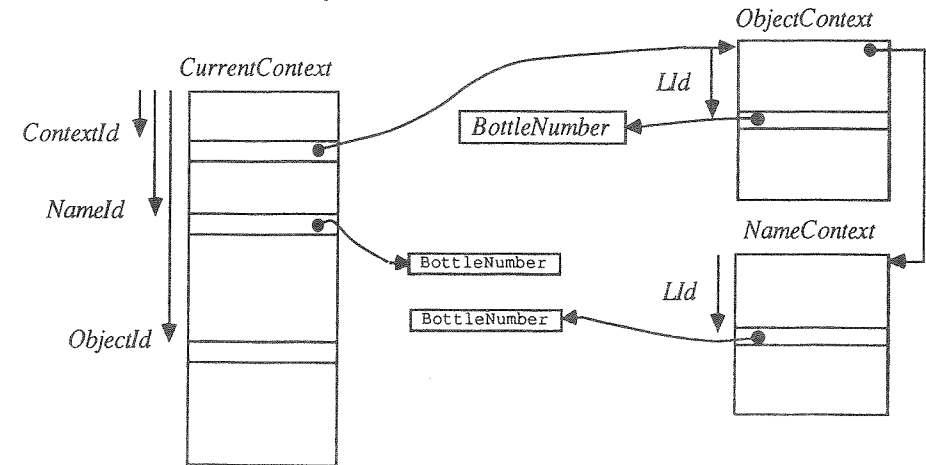 ObjectContext
CurrentContext
LId
ContextId
BottleNumber
NameId
NameContext
BottleNumber
LId
BottleNumber
ObjectId